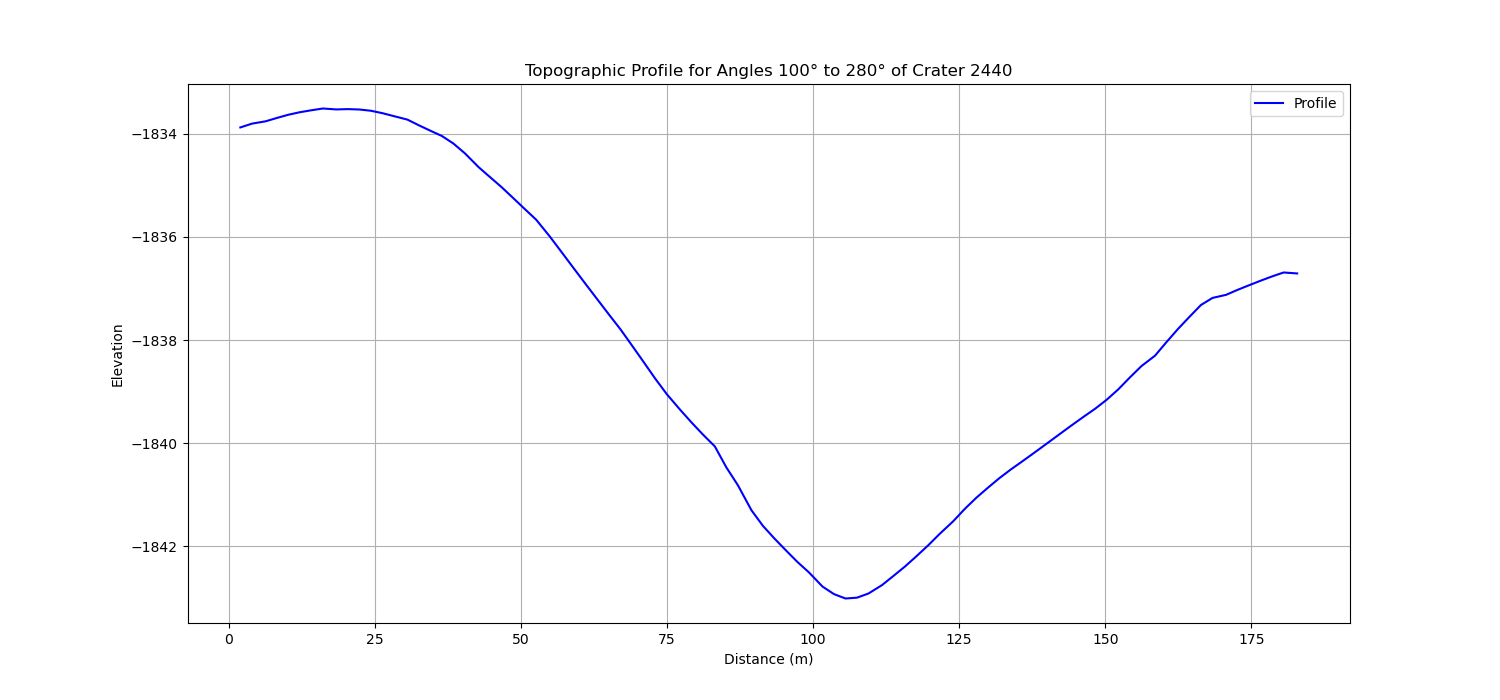 Topographic Profile for Angles 100° to 280° of Crater 2440
Profile
−1834
−1836
−1838
−1840
−1842
Elevation
0 25 50 75 100 125 150 175
Distance (m)